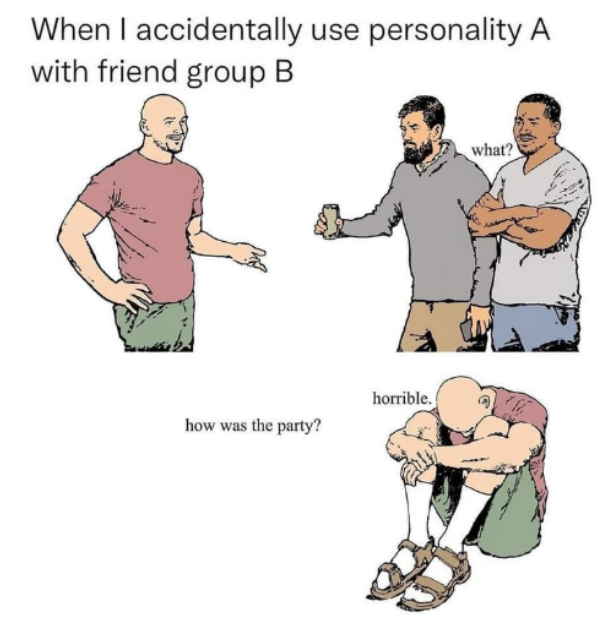 When I accidentally use personality A
with friend group B
what?
horrible.
how was the party?